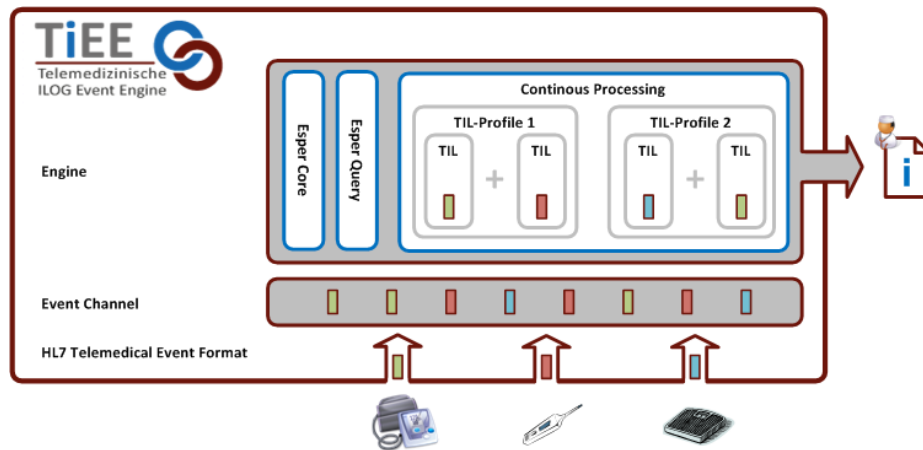 TiEE
Telemedizinische
ILOG Event Engine
Engine
Esper Core
Esper Query
Continous Processing
TIL-Profile 1
TIL
+
TIL
TIL-Profile 2
TIL
+
TIL
i
Event Channel
HL7 Telemedical Event Format